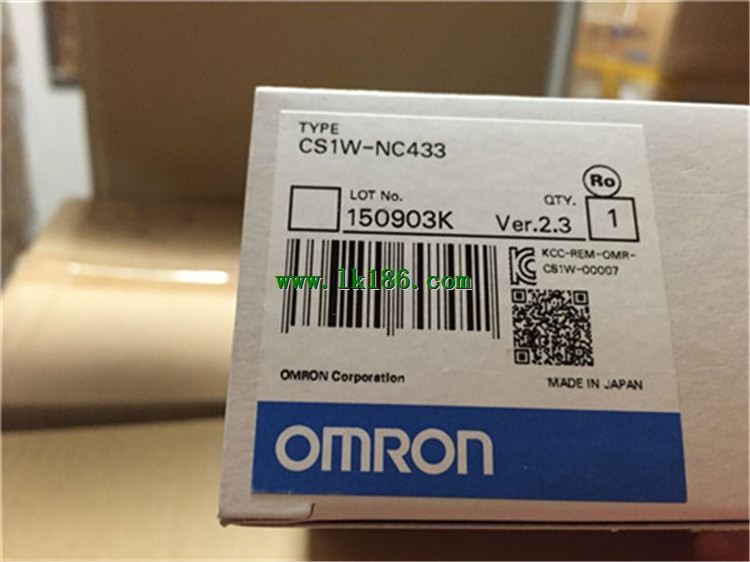 TYPE
CS1W-NC433
LOT No.
150903K Ver.2.3
QTY.
Ro
1
KCC-REM-OMR-
CS1W-00007
www.lk186.com
OMRON Corporation
MADE IN JAPAN
OMRON